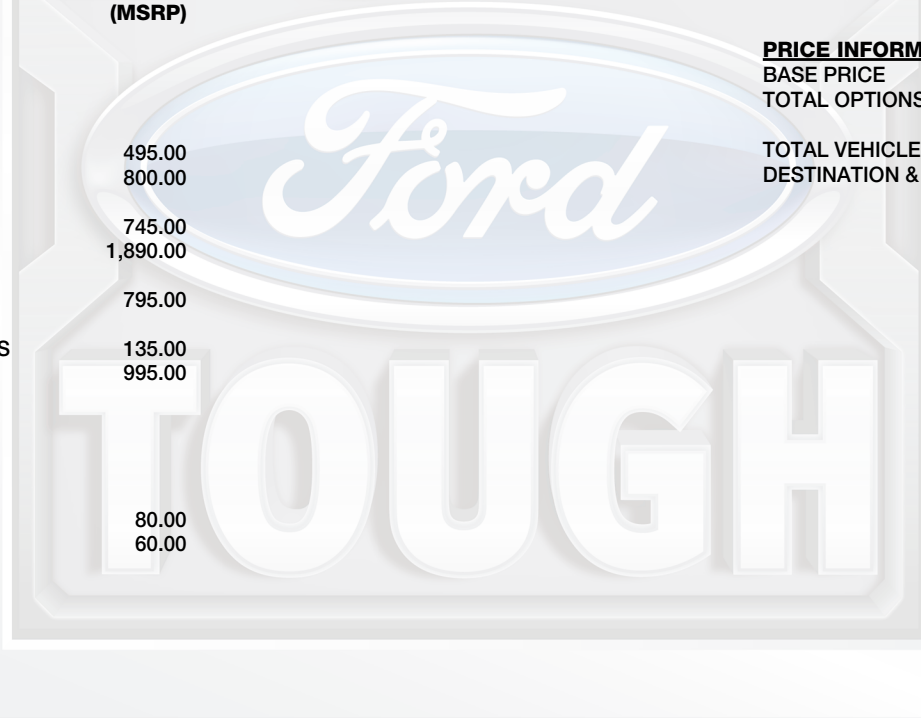 (MSRP)
PRICE INFORM
BASE PRICE
TOTAL OPTIONS
495.00
800.00
TOTAL VEHICLE
DESTINATION &
745.00
1,890.00
795.00
S 135.00
995.00
80.00
60.00
Ford
TOUGH